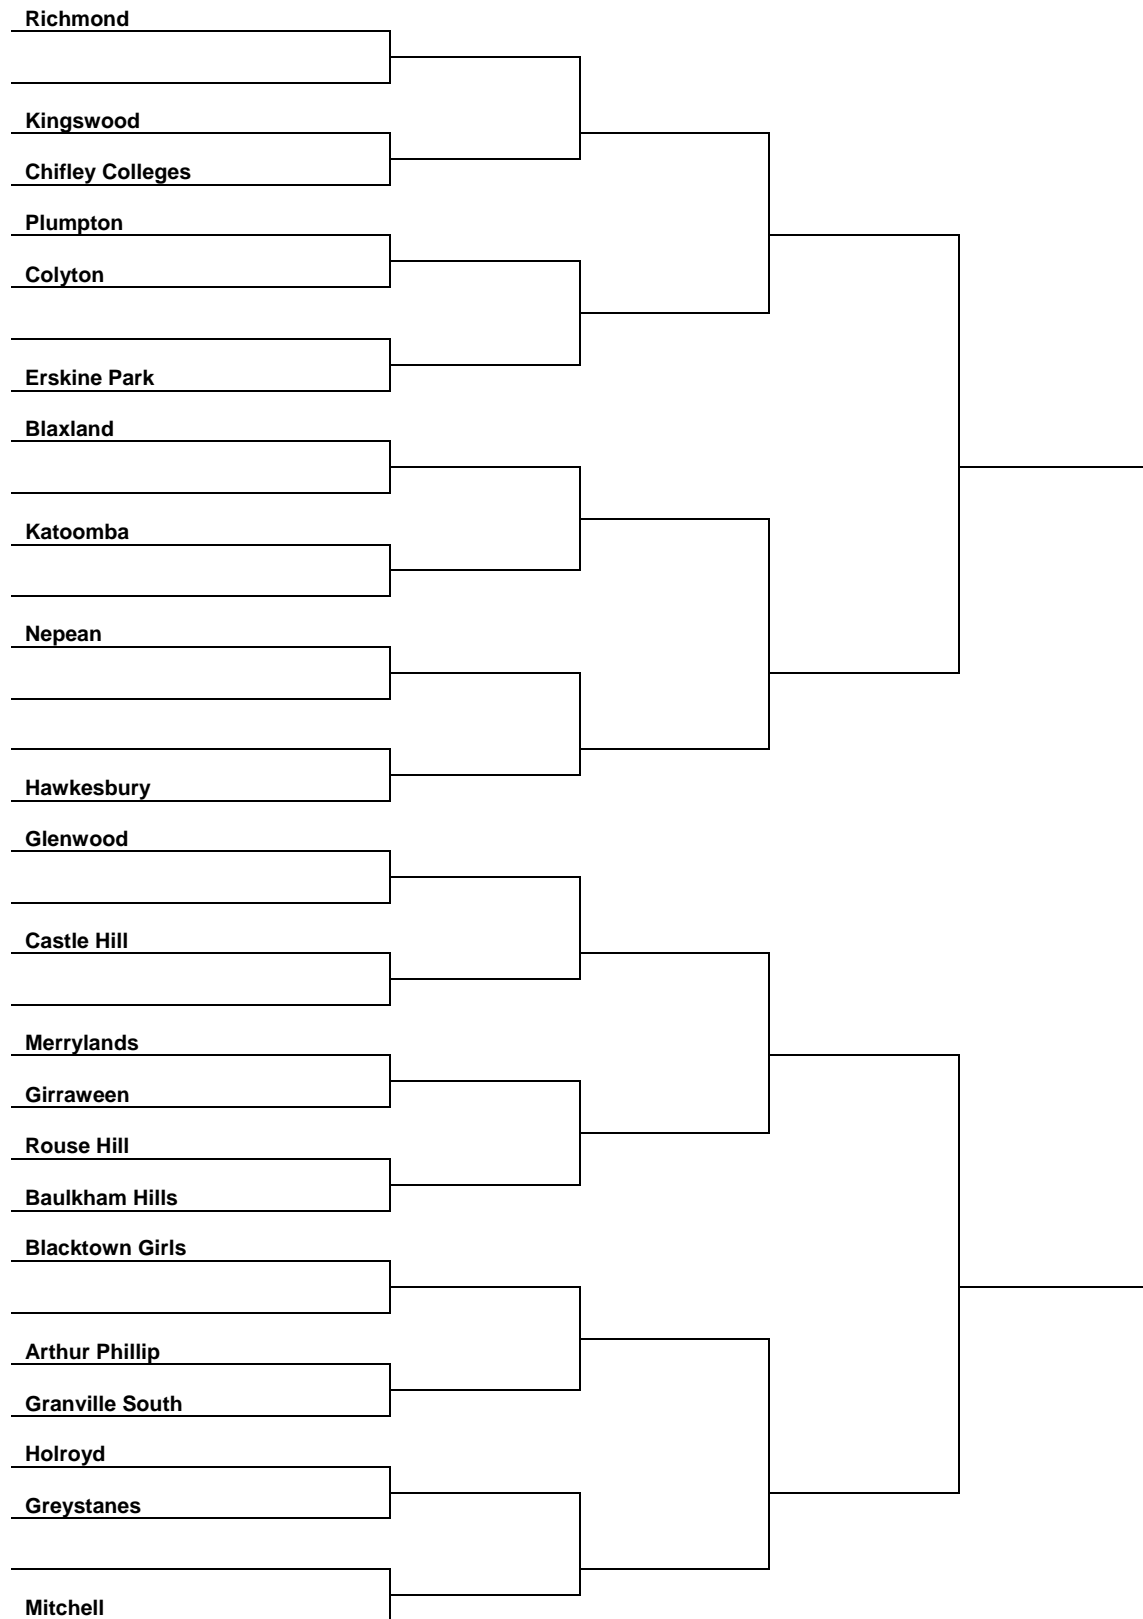 Richmond
Kingswood
Chifley Colleges
Plumpton
Colyton
Erskine Park
Blaxland
Katoomba
Nepean
Hawkesbury
Glenwood
Castle Hill
Merrylands
Girraween
Rouse Hill
Baulkham Hills
Blacktown Girls
Arthur Phillip
Granville South
Holroyd
Greystanes
Mitchell